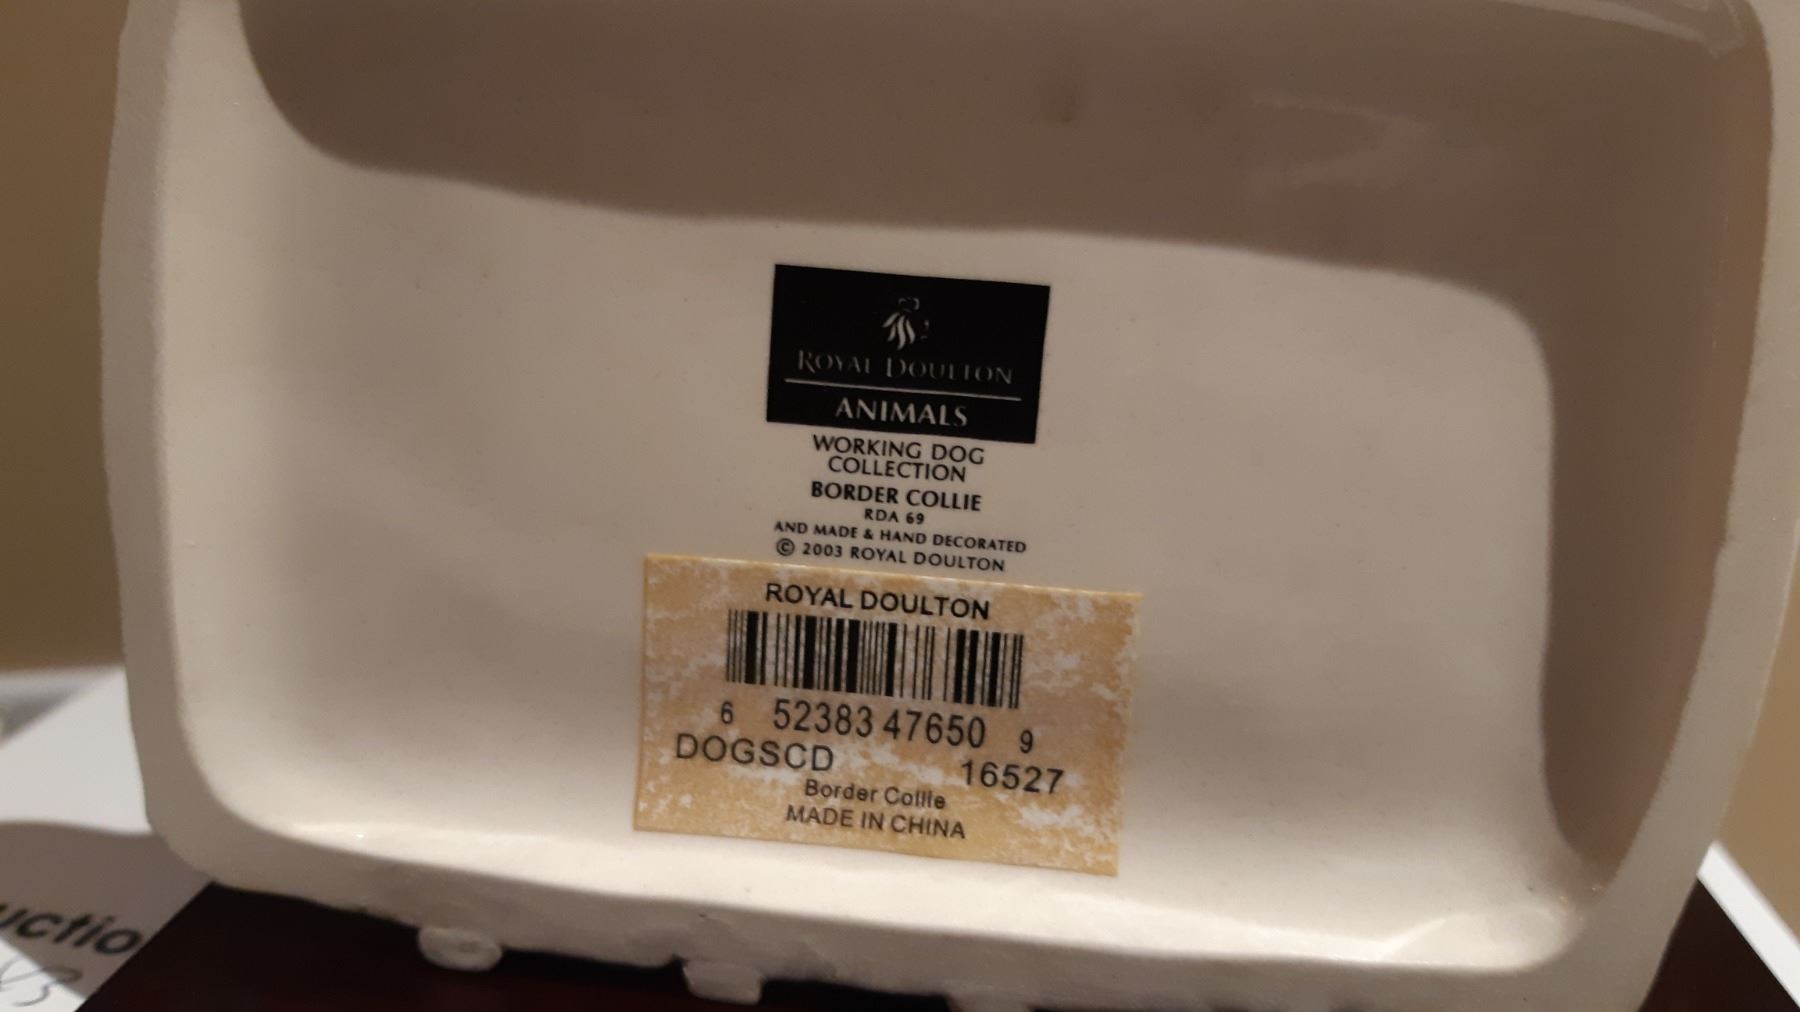 ROYAL DOULTON
ANIMALS
WORKING DOG
COLLECTION
BORDER COLLIE
RDA 69
AND MADE & HAND DECORATED
© 2003 ROYAL DOULTON
ROYAL DOULTON
6 52383 47650 9
DOGSCD 16527
Border Collie
MADE IN CHINA
uctio